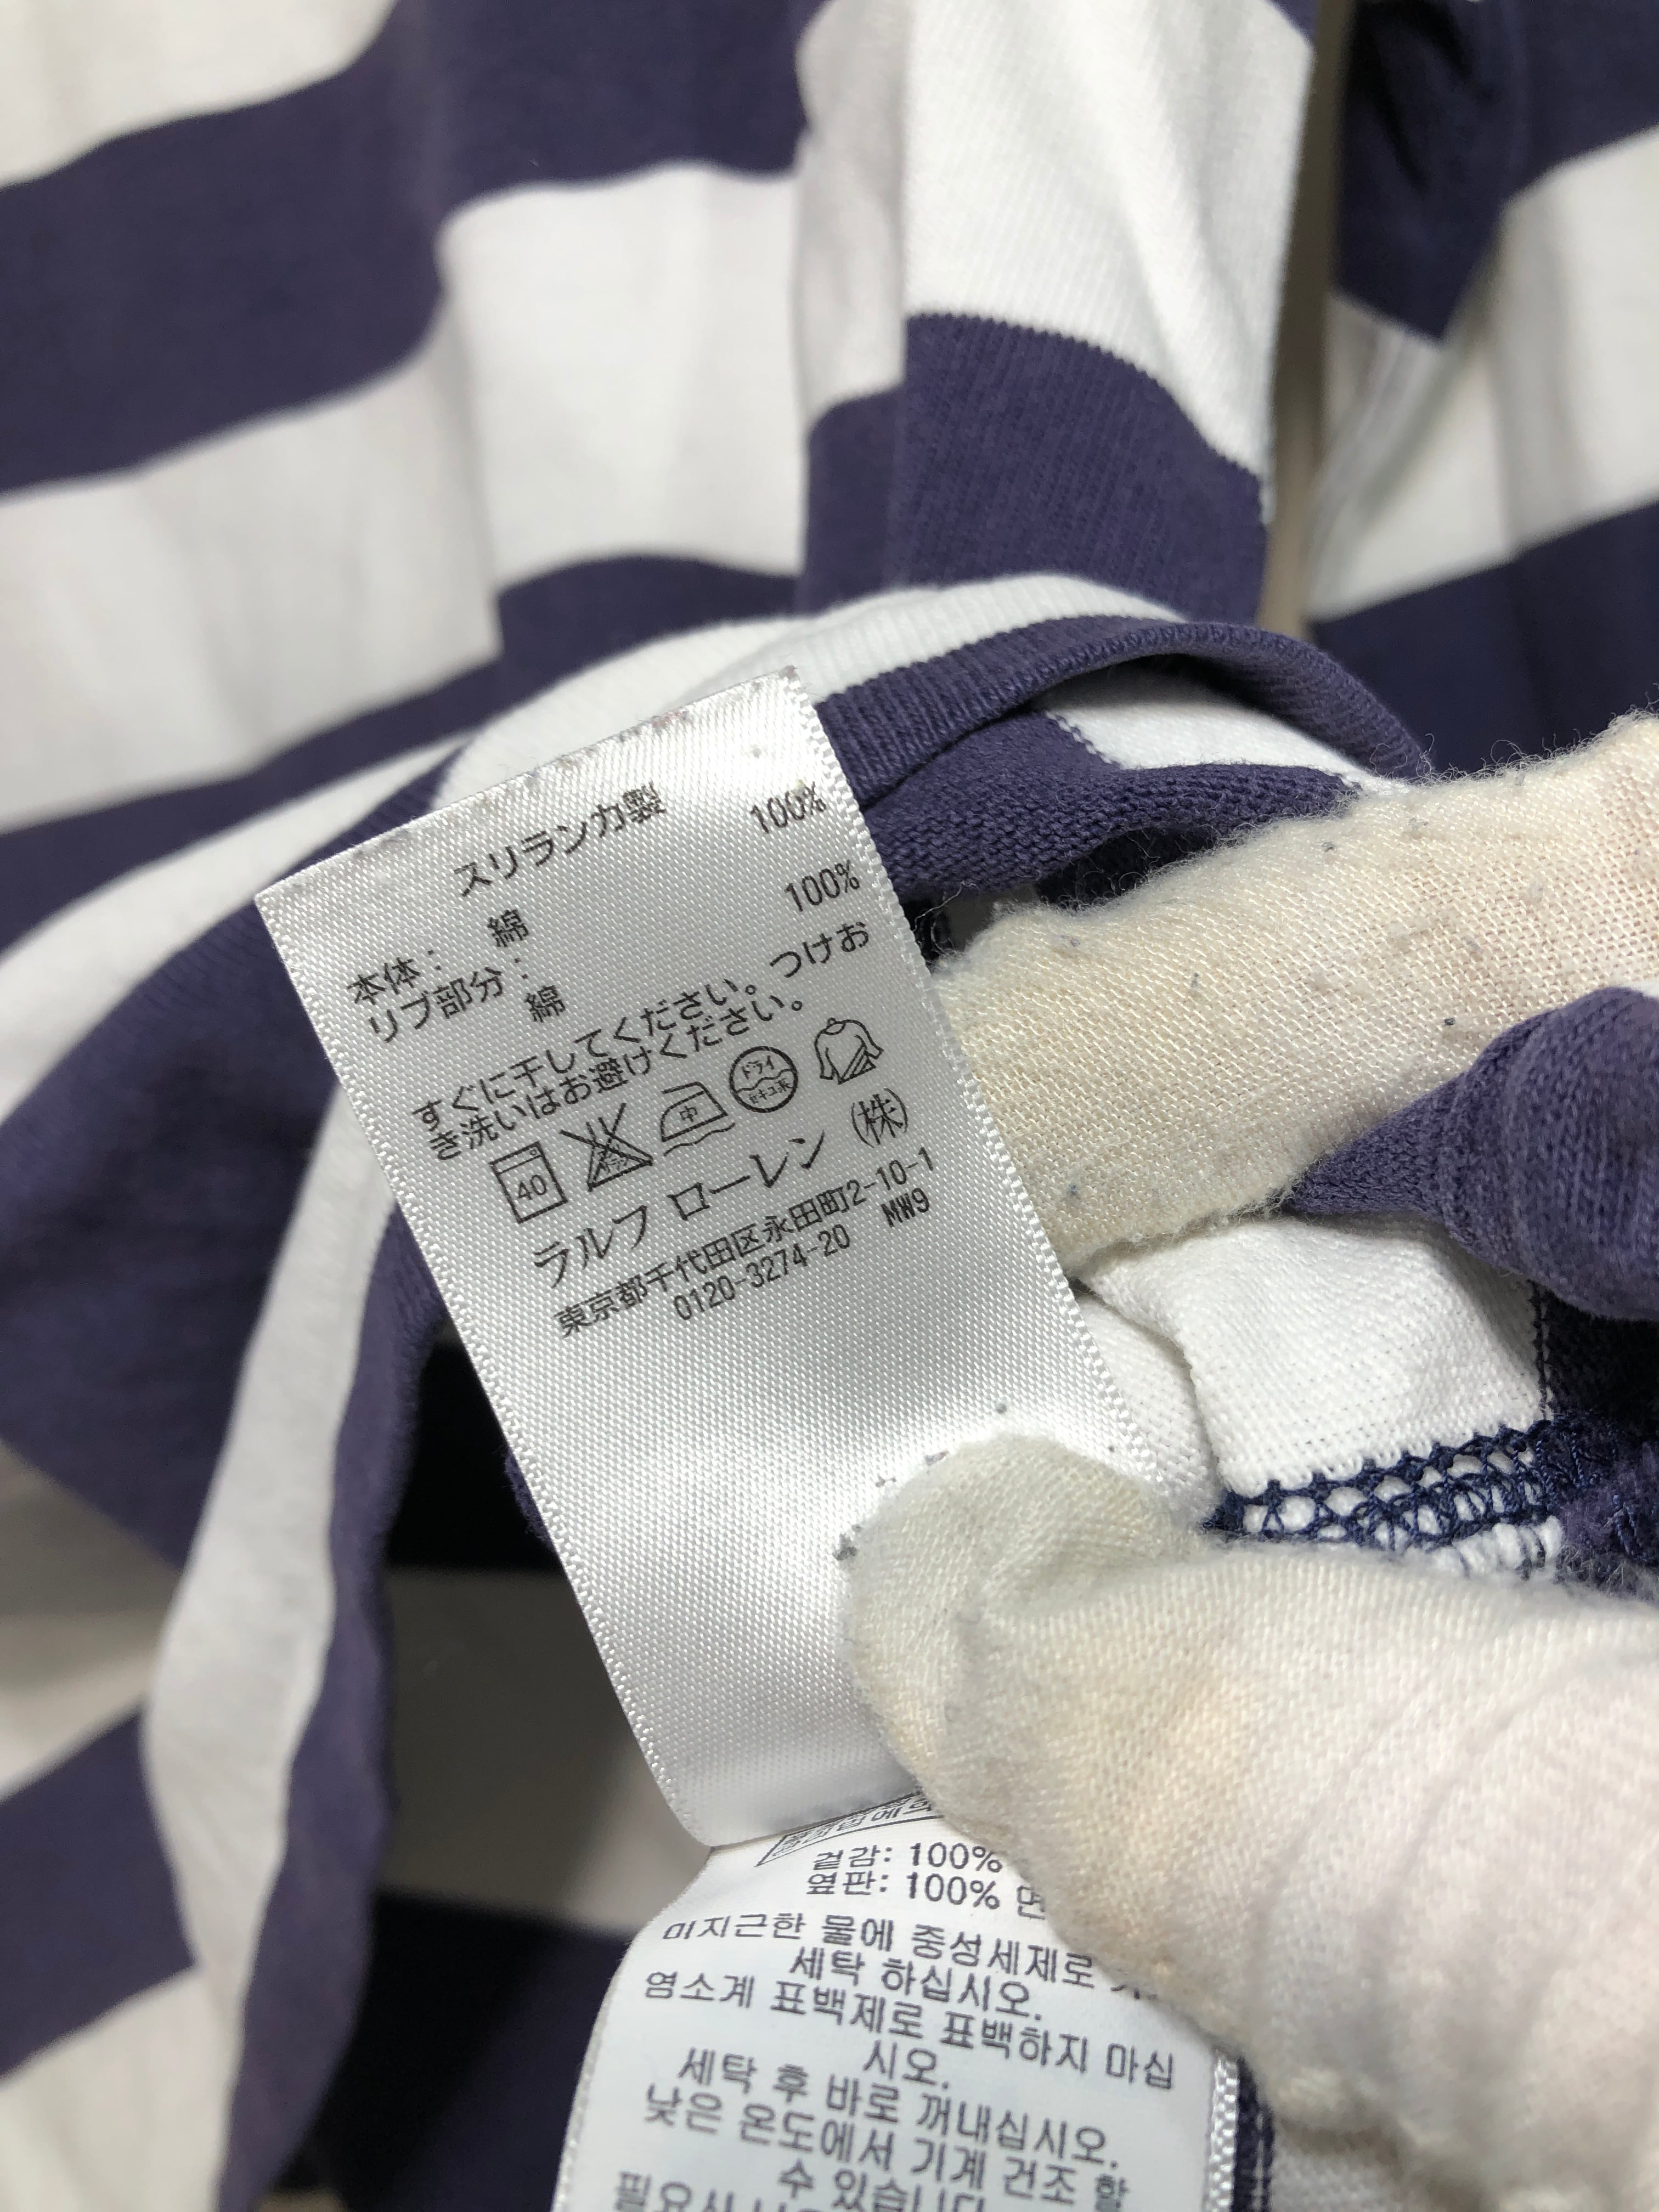 スリランカ製
本体： 綿 100%
リブ部分： 綿 100%
すぐに干してください。つけお
き洗いはお避けください。
40 中 ドライ セキユ系
ラルフ ローレン (株)
東京都千代田区永田町2-10-1
0120-3274-20 MW9
겉감: 100%
옆판: 100% 면
미지근한 물에 중성세제로
세탁 하십시오.
염소계 표백제로 표백하지 마십
시오.
세탁 후 바로 꺼내십시오.
낮은 온도에서 기계 건조 할
수 있습니다
필요시